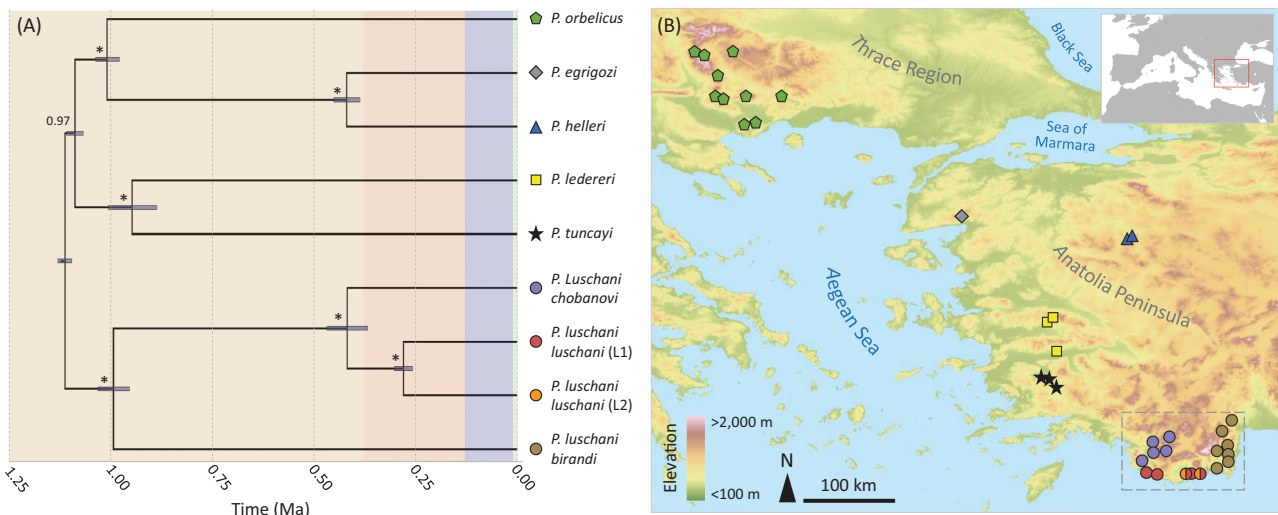 (A)
*
*
0.97
*
*
*
*
P. orbelicus
P. egrigozi
P. helleri
P. ledereri
P. tuncayi
P. Luschani
chobanovi
P. luschani
luschani (L1)
P. luschani
luschani (L2)
P. luschani
birandi
1.25
1.00
0.75
0.50
0.25
0.00
Time (Ma)
(B)
Thrace Region
Black Sea
Sea of
Marmara
Aegean Sea
Anatolia Peninsula
Elevation
>2,000 m
<100 m
N
100 km